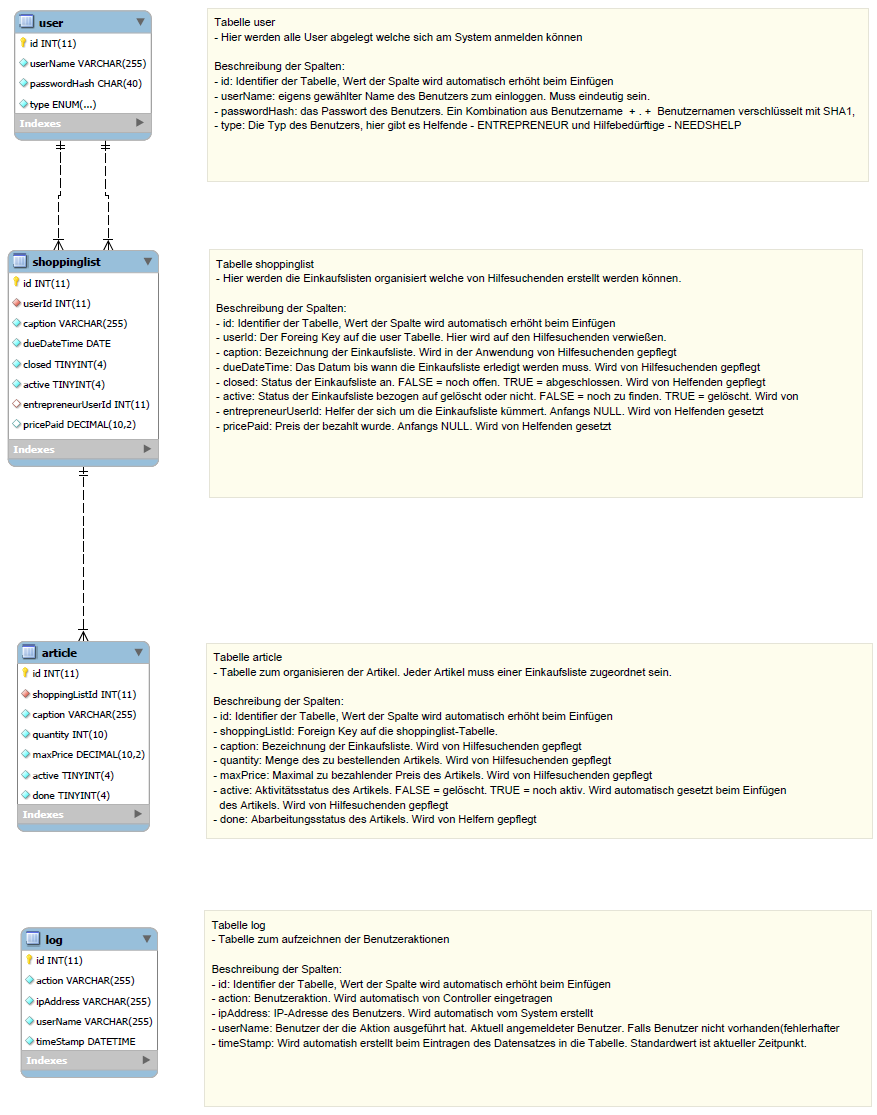 user
id INT(11)
userName VARCHAR(255)
passwordHash CHAR(40)
type ENUM(...)
Indexes
Tabelle user
- Hier werden alle User abgelegt welche sich am System anmelden können
Beschreibung der Spalten:
- id: Identifier der Tabelle, Wert der Spalte wird automatisch erhöht beim Einfügen
- userName: eigens gewählter Name des Benutzers zum einloggen. Muss eindeutig sein.
- passwordHash: das Passwort des Benutzers. Ein Kombination aus Benutzername + . + Benutzernamen verschlüsselt mit SHA1,
- type: Die Typ des Benutzers, hier gibt es Helfende - ENTREPRENEUR und Hilfebedürftige - NEEDSHELP
shoppinglist
id INT(11)
userId INT(11)
caption VARCHAR(255)
dueDateTime DATE
closed TINYINT(4)
active TINYINT(4)
entrepreneurUserId INT(11)
pricePaid DECIMAL(10,2)
Indexes
Tabelle shoppinglist
- Hier werden die Einkaufslisten organisiert welche von Hilfesuchenden erstellt werden können.
Beschreibung der Spalten:
- id: Identifier der Tabelle, Wert der Spalte wird automatisch erhöht beim Einfügen
- userId: Der Foreing Key auf die user Tabelle. Hier wird auf den Hilfesuchenden verwießen.
- caption: Bezeichnung der Einkaufsliste. Wird in der Anwendung von Hilfesuchenden gepflegt
- dueDateTime: Das Datum bis wann die Einkaufsliste erledigt werden muss. Wird von Hilfesuchenden gepflegt
- closed: Status der Einkaufsliste an. FALSE = noch offen. TRUE = abgeschlossen. Wird von Helfenden gepflegt
- active: Status der Einkaufsliste bezogen auf gelöscht oder nicht. FALSE = noch zu finden. TRUE = gelöscht. Wird von
- entrepreneurUserId: Helfer der sich um die Einkaufsliste kümmert. Anfangs NULL. Wird von Helfenden gesetzt
- pricePaid: Preis der bezahlt wurde. Anfangs NULL. Wird von Helfenden gesetzt
article
id INT(11)
shoppingListId INT(11)
caption VARCHAR(255)
quantity INT(10)
maxPrice DECIMAL(10,2)
active TINYINT(4)
done TINYINT(4)
Indexes
Tabelle article
- Tabelle zum organisieren der Artikel. Jeder Artikel muss einer Einkaufsliste zugeordnet sein.
Beschreibung der Spalten:
- id: Identifier der Tabelle, Wert der Spalte wird automatisch erhöht beim Einfügen
- shoppingListId: Foreign Key auf die shoppinglist-Tabelle.
- caption: Bezeichnung der Einkaufsliste. Wird von Hilfesuchenden gepflegt
- quantity: Menge des zu bestellenden Artikels. Wird von Hilfesuchenden gepflegt
- maxPrice: Maximal zu bezahlender Preis des Artikels. Wird von Hilfesuchenden gepflegt
- active: Aktivitätsstatus des Artikels. FALSE = gelöscht. TRUE = noch aktiv. Wird automatisch gesetzt beim Einfügen
des Artikels. Wird von Hilfesuchenden gepflegt
- done: Abarbeitungsstatus des Artikels. Wird von Helfern gepflegt
log
id INT(11)
action VARCHAR(255)
ipAddress VARCHAR(255)
userName VARCHAR(255)
timeStamp DATETIME
Indexes
Tabelle log
- Tabelle zum aufzeichnen der Benutzeraktionen
Beschreibung der Spalten:
- id: Identifier der Tabelle, Wert der Spalte wird automatisch erhöht beim Einfügen
- action: Benutzeraktion. Wird automatisch von Controller eingetragen
- ipAddress: IP-Adresse des Benutzers. Wird automatisch vom System erstellt
- userName: Benutzer der die Aktion ausgeführt hat. Aktuell angemeldeter Benutzer. Falls Benutzer nicht vorhanden(fehlerhafter
- timeStamp: Wird automatish erstellt beim Eintragen des Datensatzes in die Tabelle. Standardwert ist aktueller Zeitpunkt.